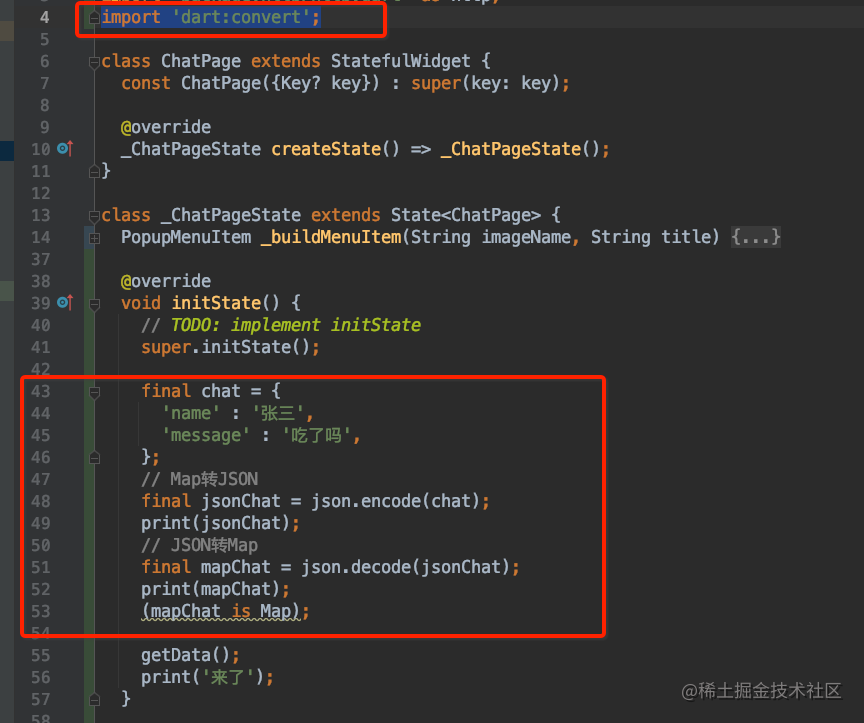 4 import 'dart:convert';
5
6 class ChatPage extends StatefulWidget {
7 const ChatPage({Key? key}) : super(key: key);
8
9 @override
10 _ChatPageState createState() => _ChatPageState();
11 }
12
13 class _ChatPageState extends State<ChatPage> {
14 PopupMenuItem _buildMenuItem(String imageName, String title) {...}
37
38 @override
39 void initState() {
40 // TODO: implement initState
41 super.initState();
42
43 final chat = {
44 'name' : '张三',
45 'message' : '吃了吗',
46 };
47 // Map转JSON
48 final jsonChat = json.encode(chat);
49 print(jsonChat);
50 // JSON转Map
51 final mapChat = json.decode(jsonChat);
52 print(mapChat);
53 (mapChat is Map);
54
55 getData();
56 print('来了');
57 }
58
@稀土掘金技术社区